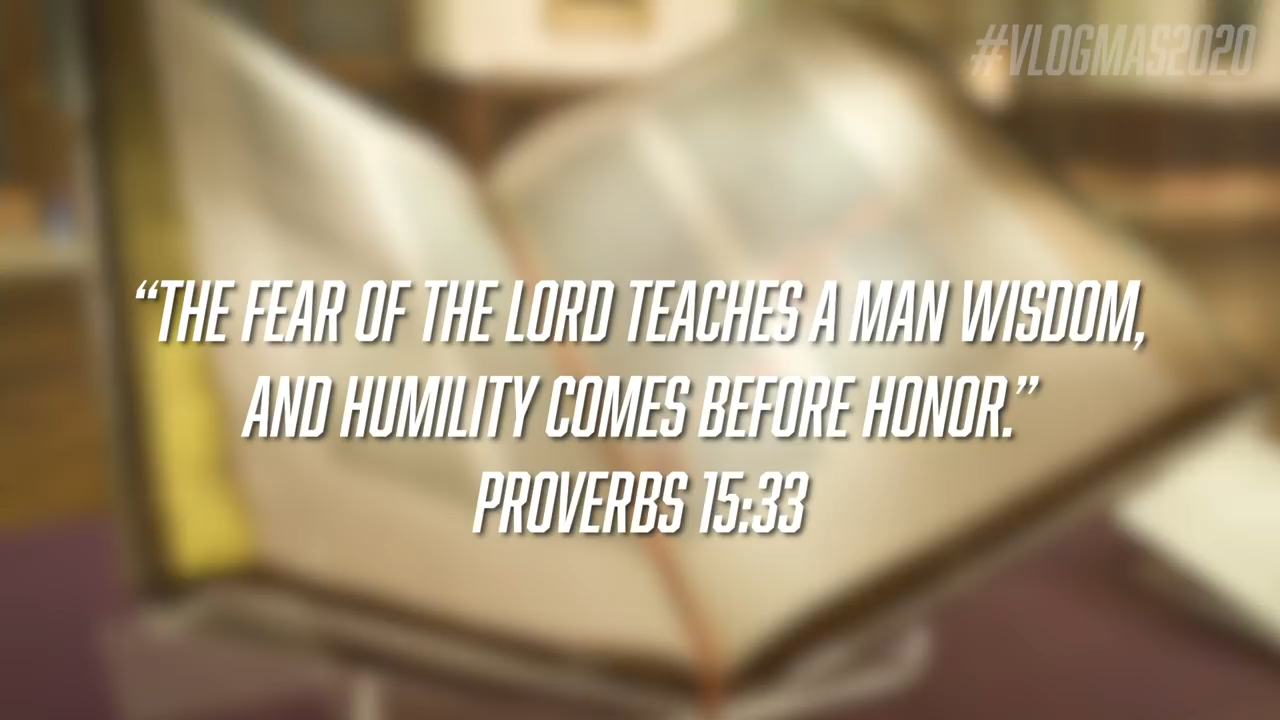 #VLOGMAS2020
“THE FEAR OF THE LORD TEACHES A MAN WISDOM,
AND HUMILITY COMES BEFORE HONOR.”
PROVERBS 15:33